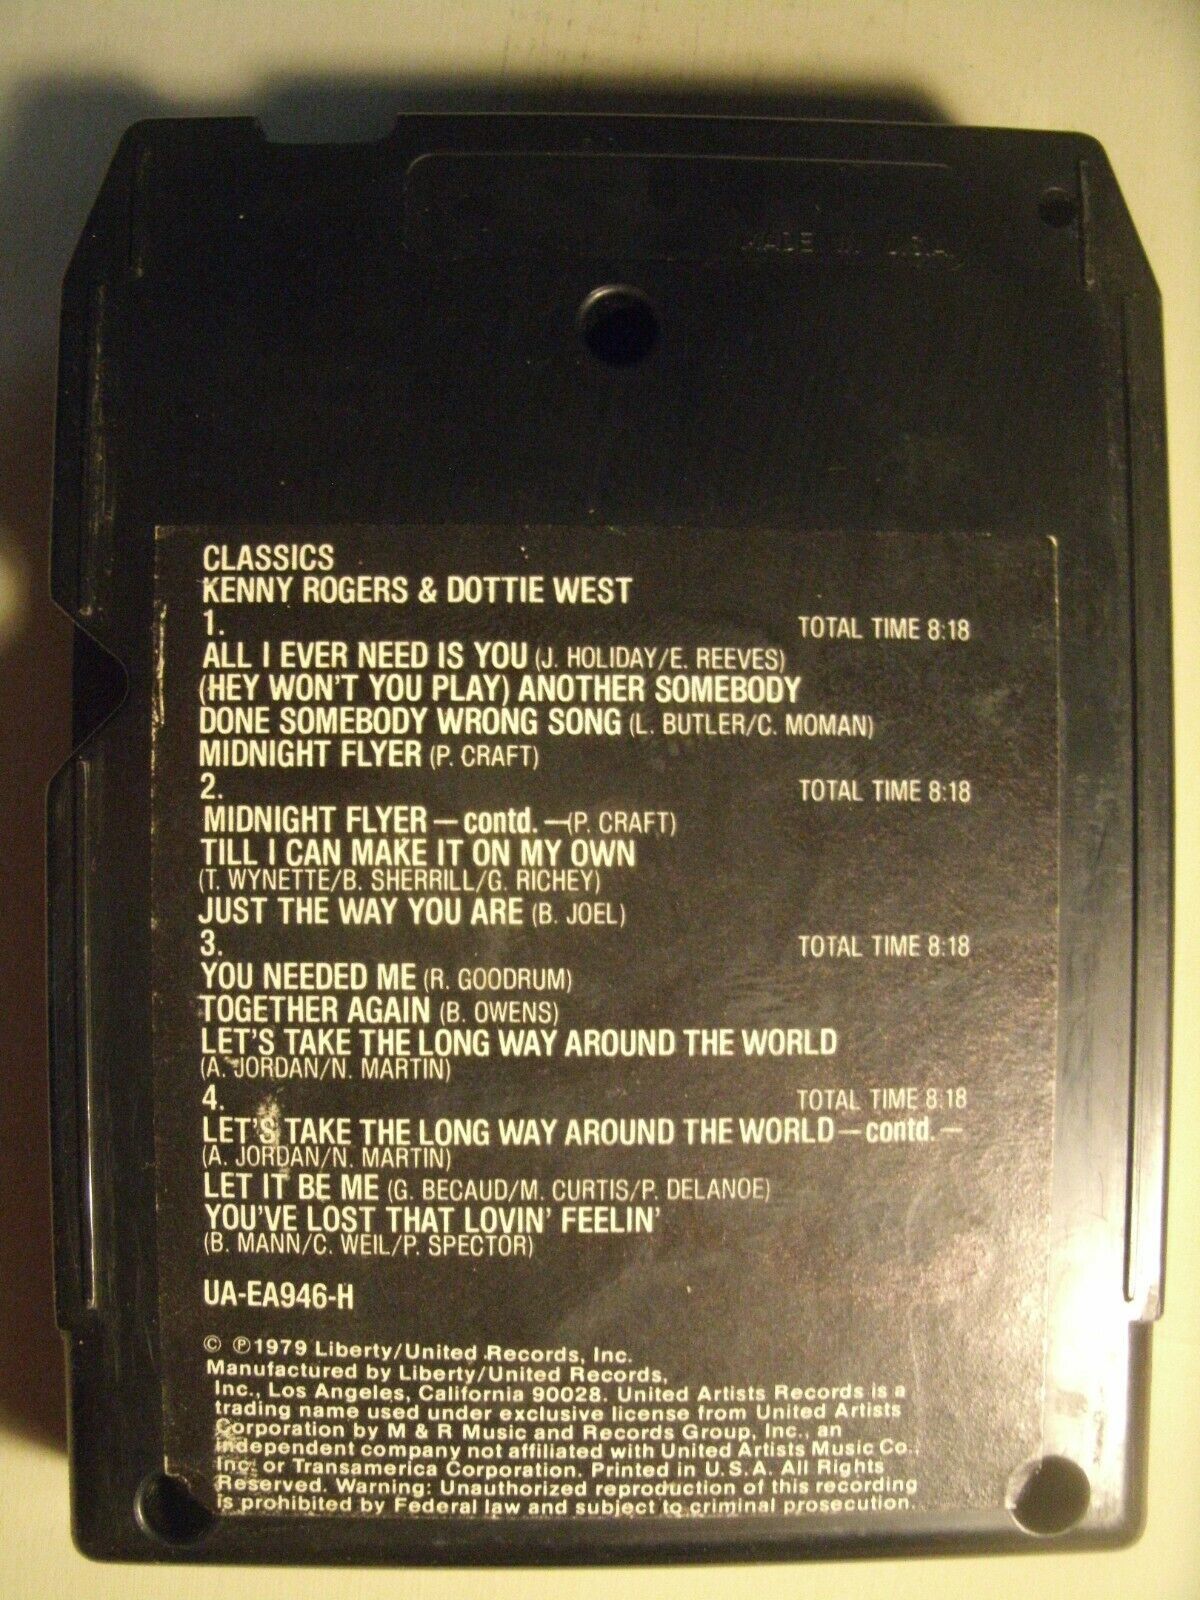 MADE IN U.S.A.
CLASSICS
KENNY ROGERS & DOTTIE WEST
1. TOTAL TIME 8:18
ALL I EVER NEED IS YOU (J. HOLIDAY/E. REEVES)
(HEY WON'T YOU PLAY) ANOTHER SOMEBODY
DONE SOMEBODY WRONG SONG (L. BUTLER/C. MOMAN)
MIDNIGHT FLYER (P. CRAFT)
2. TOTAL TIME 8:18
MIDNIGHT FLYER — contd. —(P. CRAFT)
TILL I CAN MAKE IT ON MY OWN
(T. WYNETTE/B. SHERRILL/G. RICHEY)
JUST THE WAY YOU ARE (B. JOEL)
3. TOTAL TIME 8:18
YOU NEEDED ME (R. GOODRUM)
TOGETHER AGAIN (B. OWENS)
LET'S TAKE THE LONG WAY AROUND THE WORLD
(A. JORDAN/N. MARTIN)
4. TOTAL TIME 8:18
LET'S TAKE THE LONG WAY AROUND THE WORLD — contd. —
(A. JORDAN/N. MARTIN)
LET IT BE ME (G. BECAUD/M. CURTIS/P. DELANOE)
YOU'VE LOST THAT LOVIN' FEELIN'
(B. MANN/C. WEIL/P. SPECTOR)
UA-EA946-H
© ℗ 1979 Liberty/United Records, Inc.
Manufactured by Liberty/United Records,
Inc., Los Angeles, California 90028. United Artists Records is a
trading name used under exclusive license from United Artists
Corporation by M & R Music and Records Group, Inc., an
independent company not affiliated with United Artists Music Co.,
Inc. or Transamerica Corporation. Printed in U.S.A. All Rights
Reserved. Warning: Unauthorized reproduction of this recording
is prohibited by Federal law and subject to criminal prosecution.